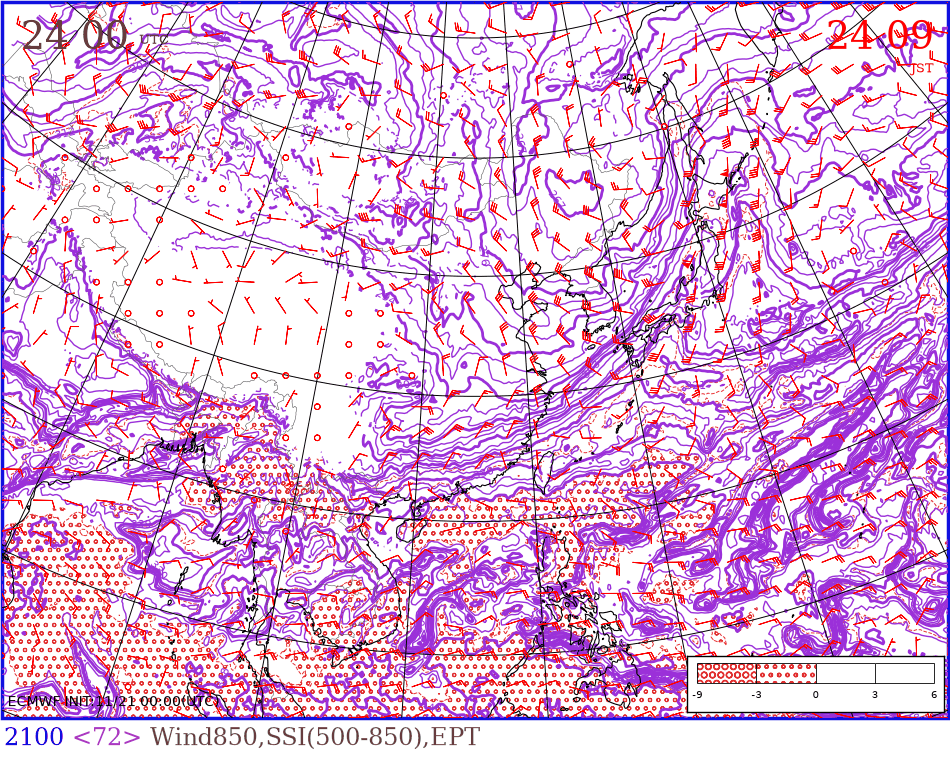 24 00 UTC
24 09
JST
-9 -3 0 3 6
ECMWF INIT: 11/21 00:00(UTC)
2100 <72> Wind850,SSI(500-850),EPT